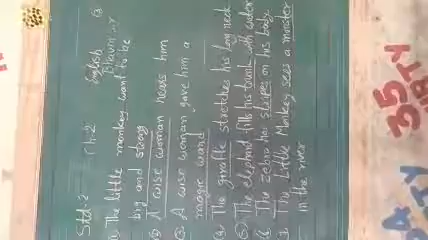 Std:-2 Ch:-2 English
① The little monkey want to be
big and strong
② A wise woman hears him
③ A wise woman gave him a
magic wand
④ The giraffe stretches his long neck
⑤ The elephant fills his trunk with water
⑥ The zebra has stripes on his body
7. The Little Monkey sees a monster
in the river
35